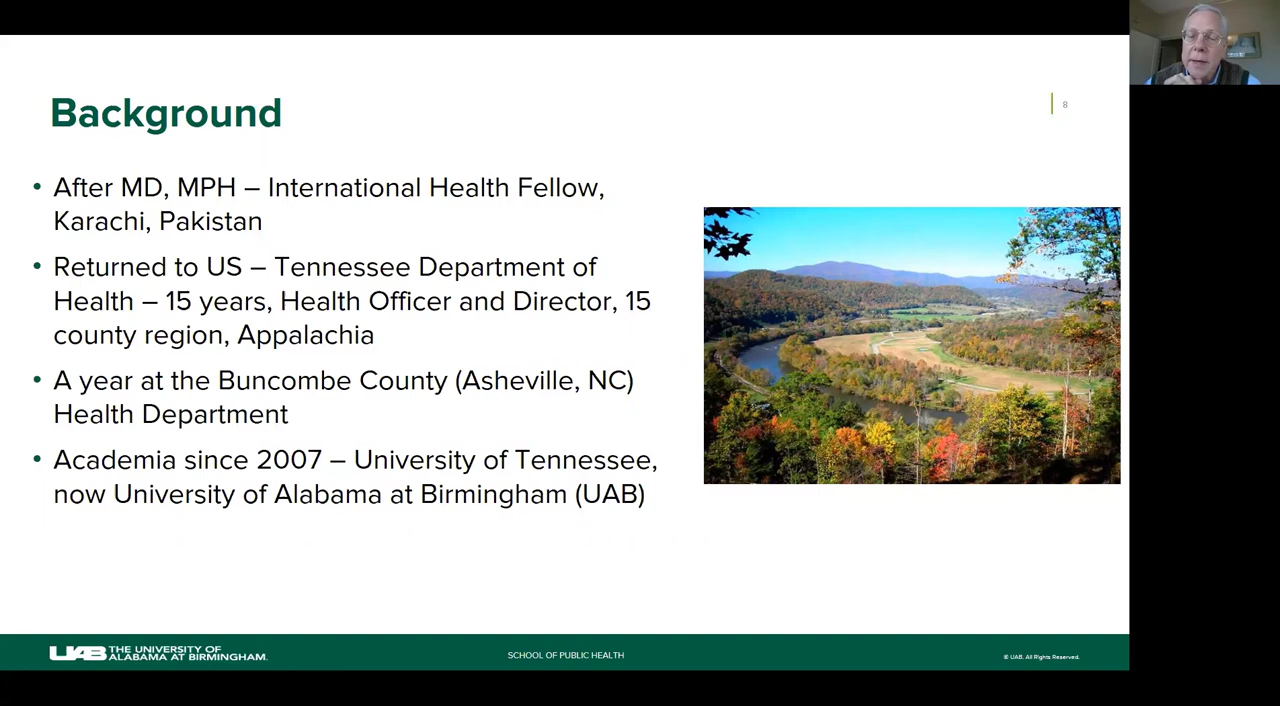 Background
8
• After MD, MPH – International Health Fellow,
Karachi, Pakistan
• Returned to US – Tennessee Department of
Health – 15 years, Health Officer and Director, 15
county region, Appalachia
• A year at the Buncombe County (Asheville, NC)
Health Department
• Academia since 2007 – University of Tennessee,
now University of Alabama at Birmingham (UAB)
UAB THE UNIVERSITY OF
ALABAMA AT BIRMINGHAM.
SCHOOL OF PUBLIC HEALTH
© UAB. All Rights Reserved.